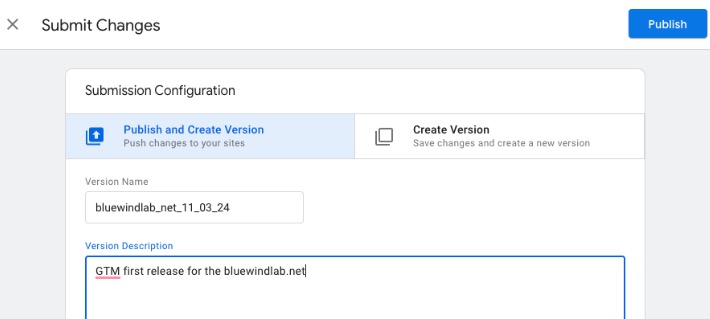 Submit Changes
Publish
Submission Configuration
Publish and Create Version
Push changes to your sites
Create Version
Save changes and create a new version
Version Name
bluewindlab_net_11_03_24
Version Description
GTM first release for the bluewindlab.net